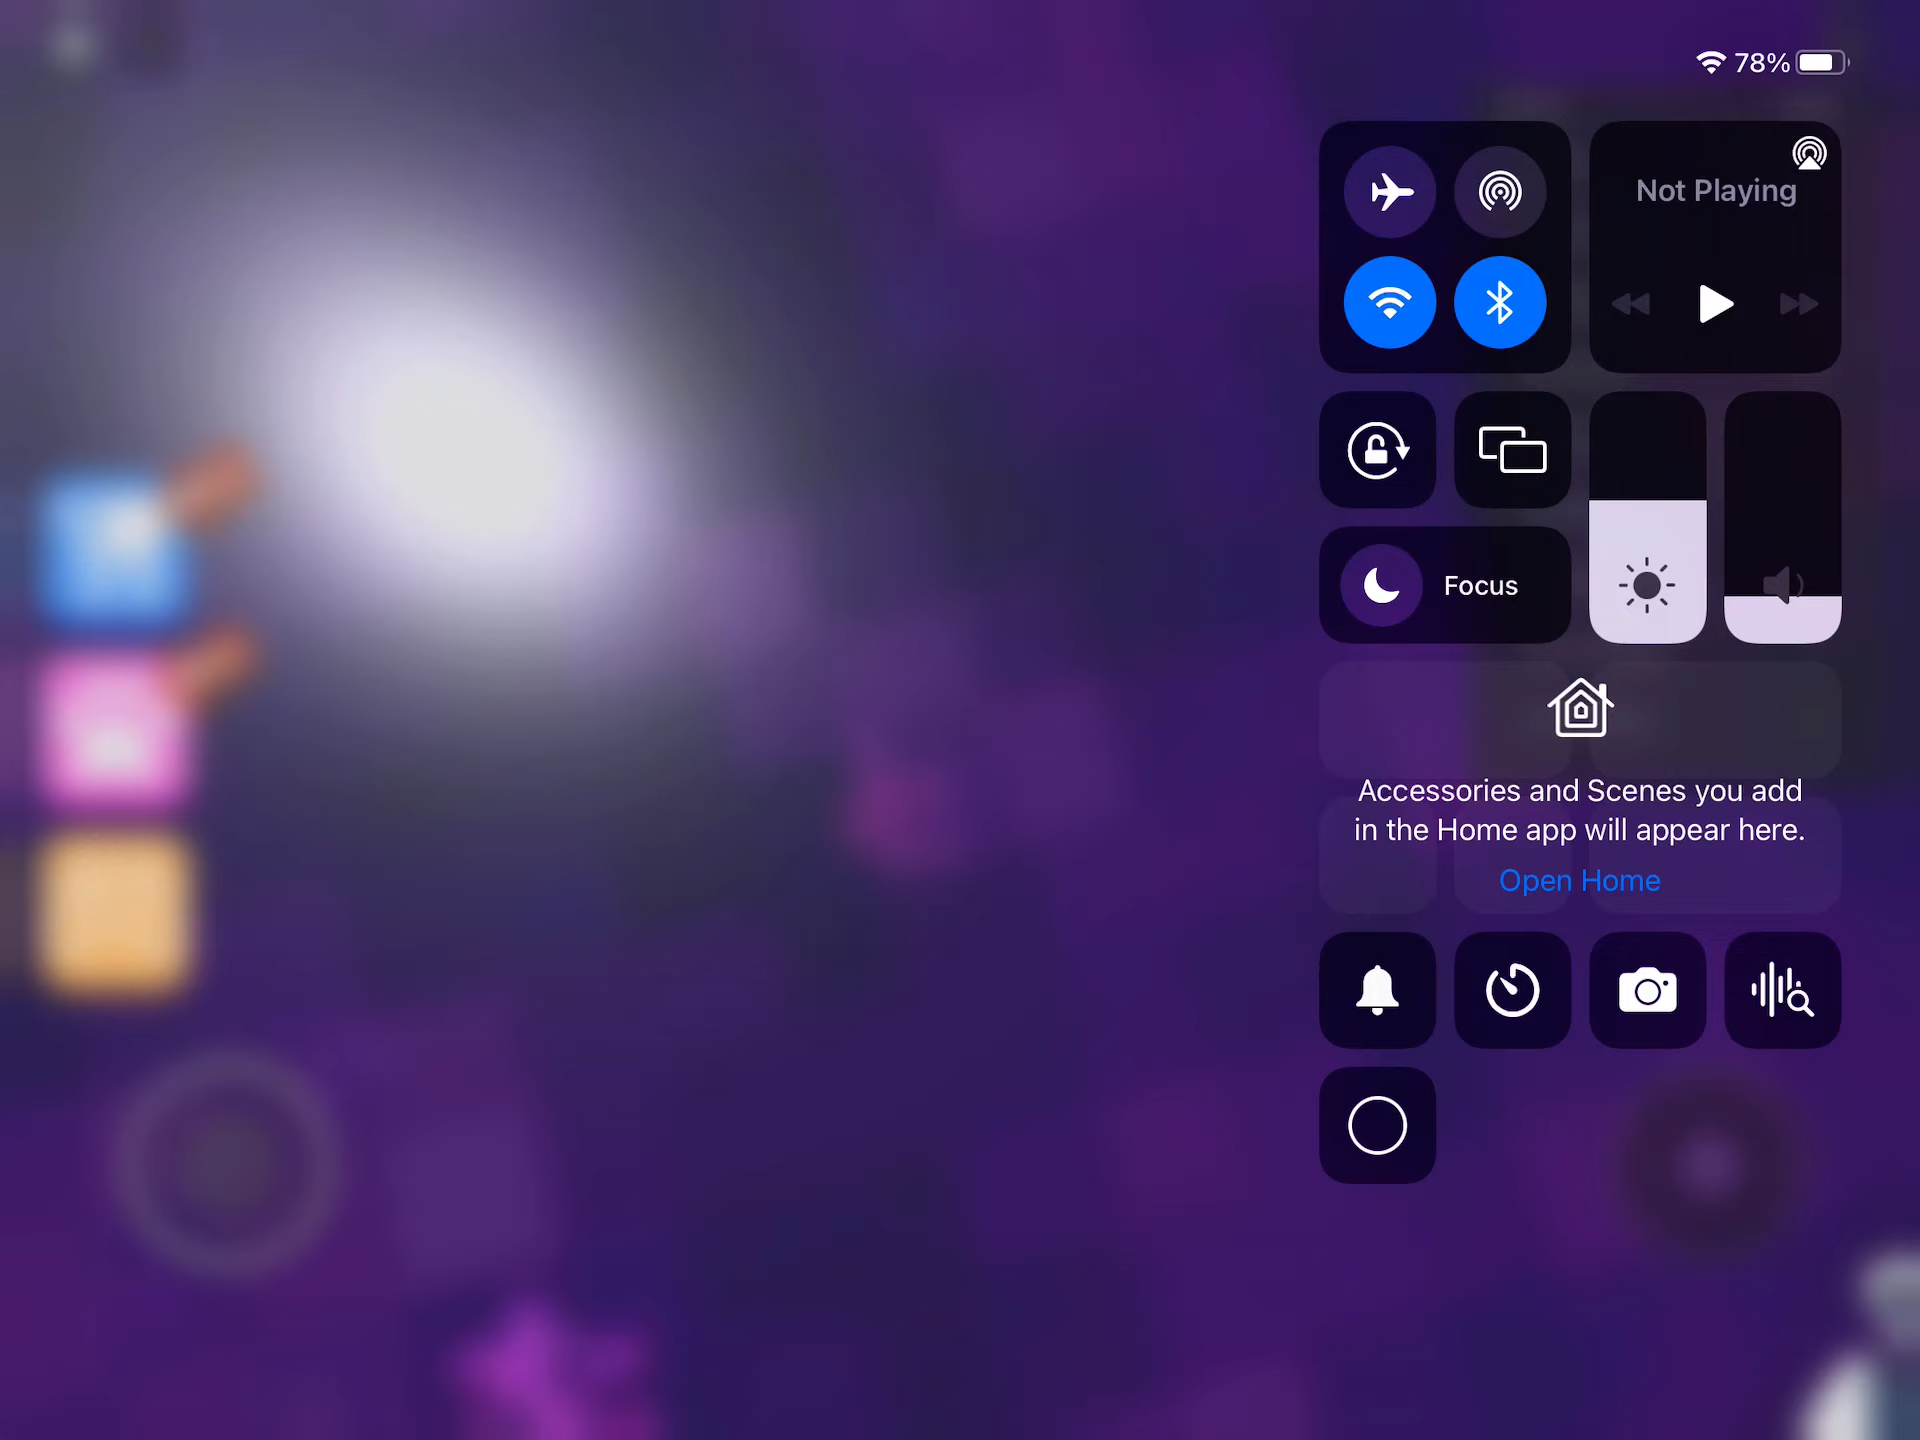 78%
Not Playing
Focus
Accessories and Scenes you add
in the Home app will appear here.
Open Home